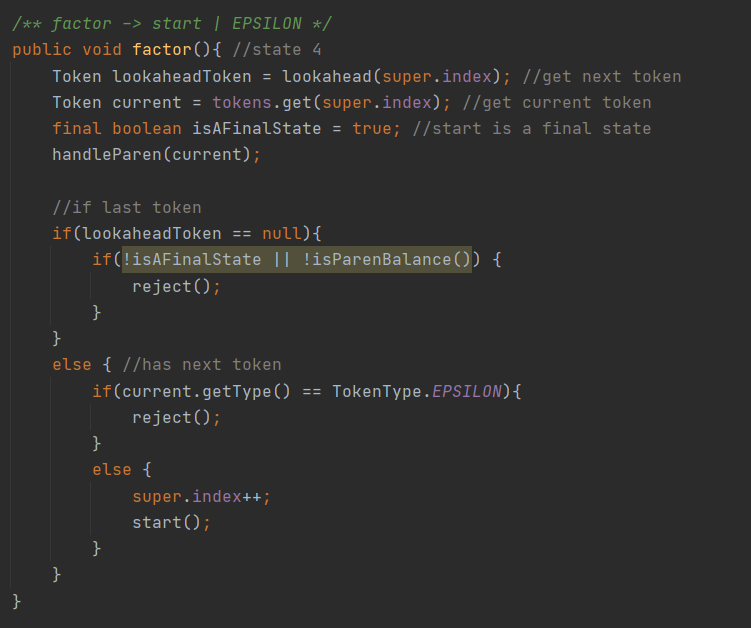 /** factor -> start | EPSILON */
public void factor(){ //state 4
    Token lookaheadToken = lookahead(super.index); //get next token
    Token current = tokens.get(super.index); //get current token
    final boolean isAFinalState = true; //start is a final state
    handleParen(current);

    //if last token
    if(lookaheadToken == null){
        if(!isAFinalState || !isParenBalance()) {
            reject();
        }
    }
    else { //has next token
        if(current.getType() == TokenType.EPSILON){
            reject();
        }
        else {
            super.index++;
            start();
        }
    }
}